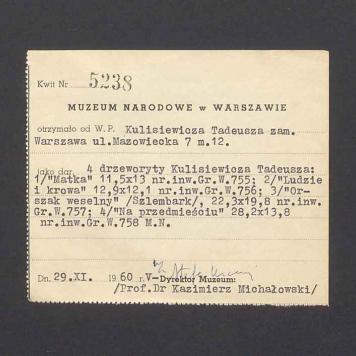 Kwit Nr 5238
MUZEUM NARODOWE w WARSZAWIE
otrzymało od W. P. Kulisiewicza Tadeusza zam.
Warszawa ul.Mazowiecka 7 m.12.
jako dar 4 drzeworyty Kulisiewicza Tadeusza:
1/"Matka" 11,5x13 nr.inw.Gr.W.755; 2/"Ludzie
i krowa" 12,9x12,1 nr.inw.Gr.W.756; 3/"Or-
szak weselny" /Szlembark/, 22,3x19,8 nr.inw.
Gr.W.757; 4/"Na przedmieściu" 28,2x13,8
nr.inw.Gr.W.758 M.N.
Dn. 29.XI. 1960 r. V-Dyrektor Muzeum:
/Prof.Dr Kazimierz Michałowski/